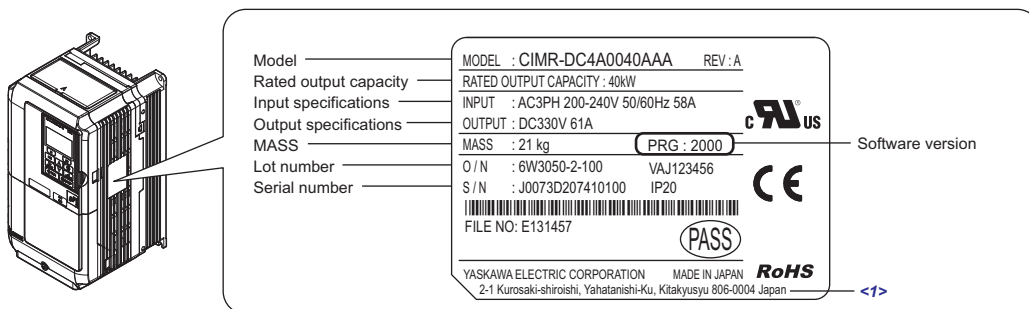 Model
Rated output capacity
Input specifications
Output specifications
MASS
Lot number
Serial number
MODEL : CIMR-DC4A0040AAA REV : A
RATED OUTPUT CAPACITY : 40kW
INPUT : AC3PH 200-240V 50/60Hz 58A
OUTPUT : DC330V 61A
MASS : 21 kg PRG : 2000
O / N : 6W3050-2-100 VAJ123456
S / N : J0073D207410100 IP20
FILE NO: E131457
PASS
YASKAWA ELECTRIC CORPORATION MADE IN JAPAN
2-1 Kurosaki-shiroishi, Yahatanishi-Ku, Kitakyusyu 806-0004 Japan
c RU US
®
CE
RoHS
Software version
<1>